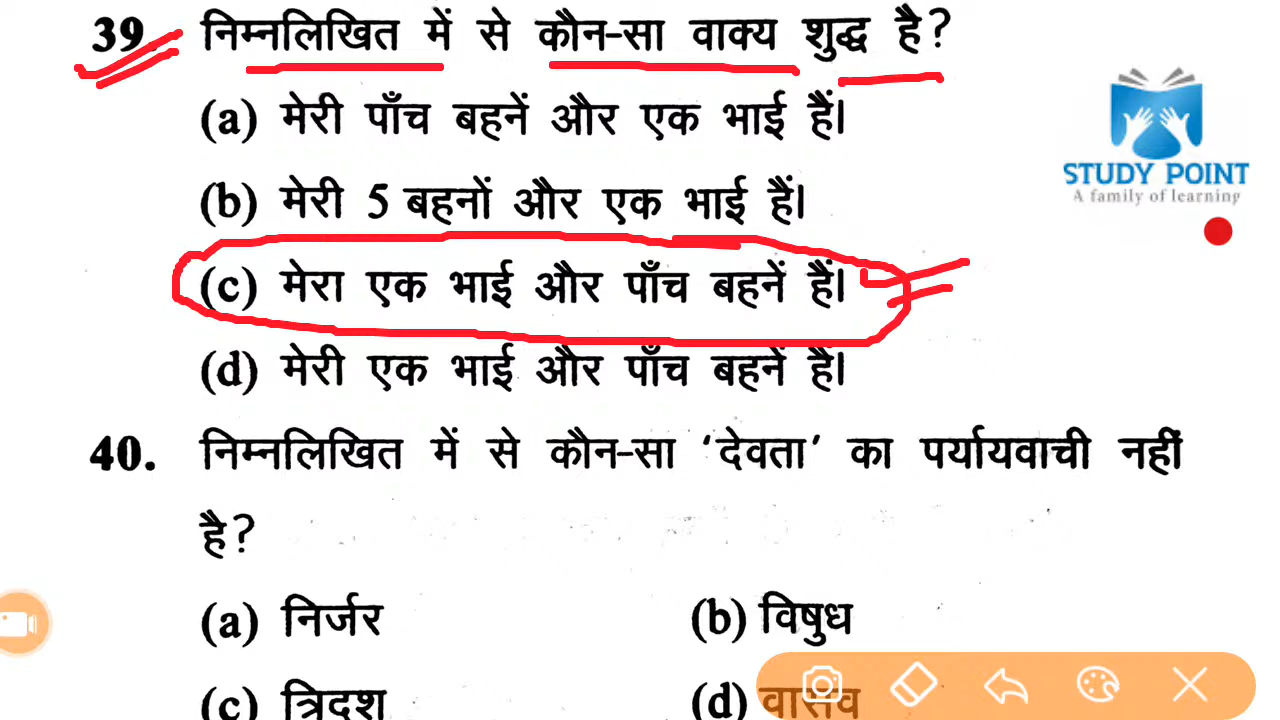 39 निम्नलिखित में से कौन-सा वाक्य शुद्ध है?
(a) मेरी पाँच बहनें और एक भाई हैं।
(b) मेरी 5 बहनों और एक भाई हैं।
(c) मेरा एक भाई और पाँच बहनें हैं।
(d) मेरी एक भाई और पाँच बहनें हैं।
STUDY POINT
A family of learning
40. निम्नलिखित में से कौन-सा ‘देवता’ का पर्यायवाची नहीं
है?
(a) निर्जर (b) विषुध
(c) त्रिदश (d) वासव